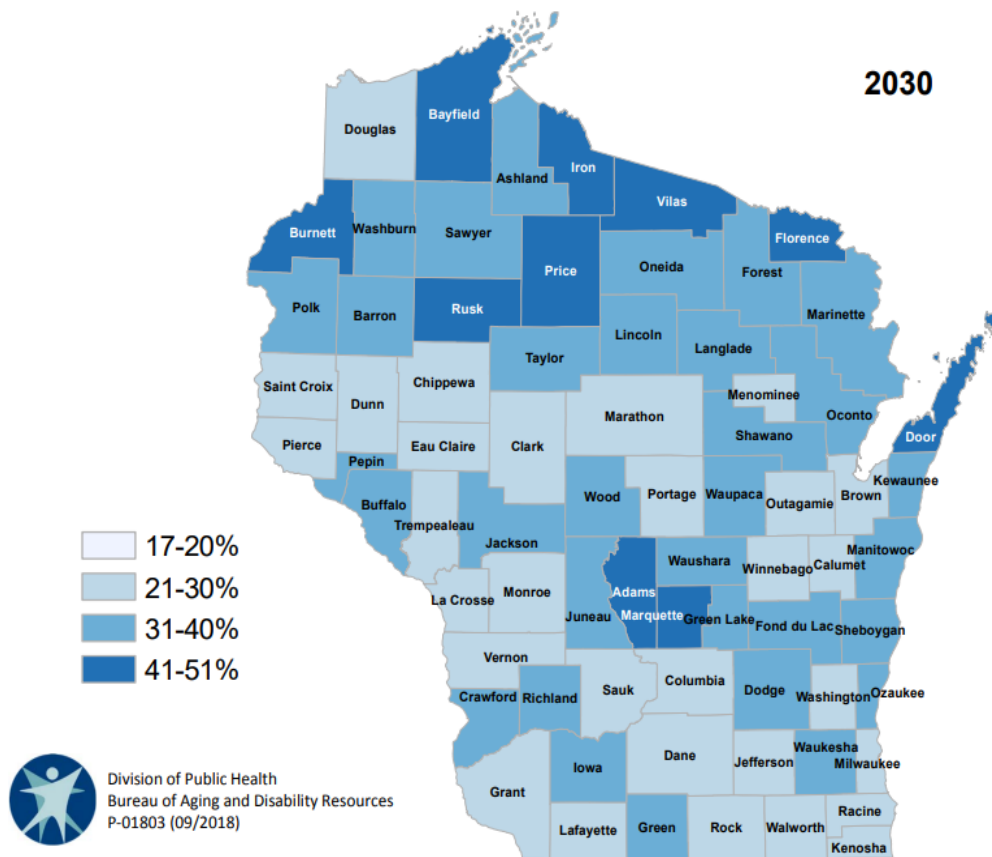 2030
Bayfield
Douglas
Iron
Ashland
Vilas
Burnett
Washburn
Sawyer
Florence
Price
Oneida
Forest
Polk
Barron
Rusk
Marinette
Lincoln
Langlade
Taylor
Saint Croix
Chippewa
Menominee
Dunn
Marathon
Oconto
Pierce
Eau Claire
Clark
Shawano
Door
Pepin
Kewaunee
Buffalo
Wood
Portage
Waupaca
Outagamie
Brown
Trempealeau
Jackson
Manitowoc
17-20%
21-30%
31-40%
41-51%
Waushara
Winnebago
Calumet
La Crosse
Monroe
Adams
Juneau
Marquette
Green Lake
Fond du Lac
Sheboygan
Vernon
Sauk
Columbia
Dodge
Washington
Ozaukee
Crawford
Richland
Dane
Jefferson
Waukesha
Milwaukee
Iowa
Grant
Lafayette
Green
Rock
Walworth
Racine
Kenosha
Division of Public Health
Bureau of Aging and Disability Resources
P-01803 (09/2018)